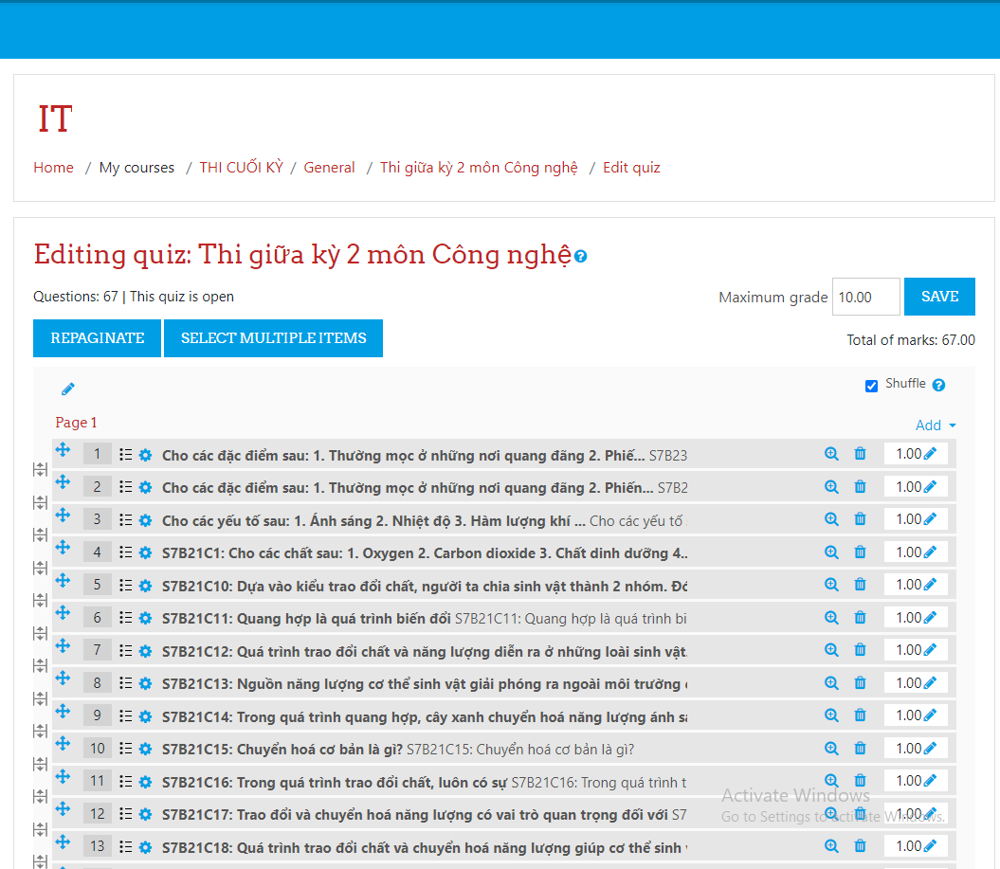 IT
Home / My courses / THI CUỐI KỲ / General / Thi giữa kỳ 2 môn Công nghệ / Edit quiz
Editing quiz: Thi giữa kỳ 2 môn Công nghệ
Questions: 67 | This quiz is open
Maximum grade 10.00 SAVE
REPAGINATE SELECT MULTIPLE ITEMS
Total of marks: 67.00
Shuffle
Page 1
Add
1 Cho các đặc điểm sau: 1. Thường mọc ở những nơi quang đãng 2. Phiế... S7B23 1.00
2 Cho các đặc điểm sau: 1. Thường mọc ở những nơi quang đãng 2. Phiến... S7B2 1.00
3 Cho các yếu tố sau: 1. Ánh sáng 2. Nhiệt độ 3. Hàm lượng khí ... Cho các yếu tố 1.00
4 S7B21C1: Cho các chất sau: 1. Oxygen 2. Carbon dioxide 3. Chất dinh dưỡng 4.. 1.00
5 S7B21C10: Dựa vào kiểu trao đổi chất, người ta chia sinh vật thành 2 nhóm. Đó 1.00
6 S7B21C11: Quang hợp là quá trình biến đổi S7B21C11: Quang hợp là quá trình bi 1.00
7 S7B21C12: Quá trình trao đổi chất và năng lượng diễn ra ở những loài sinh vật. 1.00
8 S7B21C13: Nguồn năng lượng cơ thể sinh vật giải phóng ra ngoài môi trường 1.00
9 S7B21C14: Trong quá trình quang hợp, cây xanh chuyển hoá năng lượng ánh sá 1.00
10 S7B21C15: Chuyển hoá cơ bản là gì? S7B21C15: Chuyển hoá cơ bản là gì? 1.00
11 S7B21C16: Trong quá trình trao đổi chất, luôn có sự S7B21C16: Trong quá trình t 1.00
Activate Windows
12 S7B21C17: Trao đổi và chuyển hoá năng lượng có vai trò quan trọng đối với S7 1.00
Go to Settings to activate Windows.
13 S7B21C18: Quá trình trao đổi chất và chuyển hoá năng lượng giúp cơ thể sinh 1.00